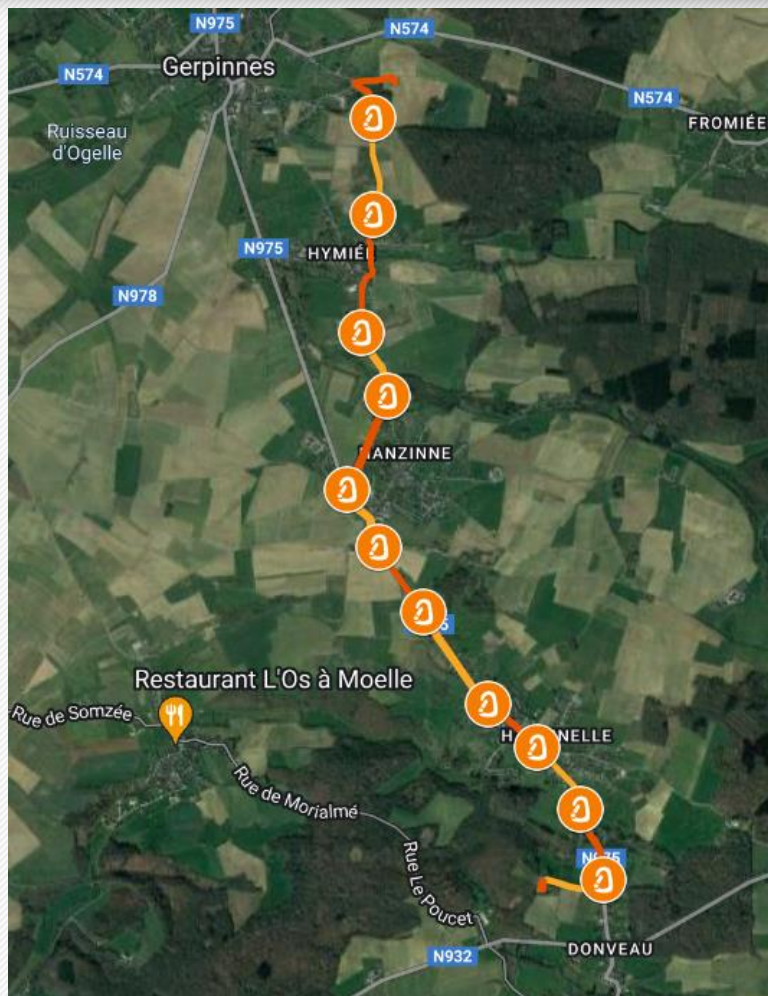 N975
N574
Gerpinnes
N574
N574
FROMIÉE
Ruisseau
d'Ogelle
N975
HYMIÉE
N978
Restaurant L'Os à Moelle
Rue de Somzée
Rue de Morialmé
Rue Le Poucet
N975
DONVEAU
N932